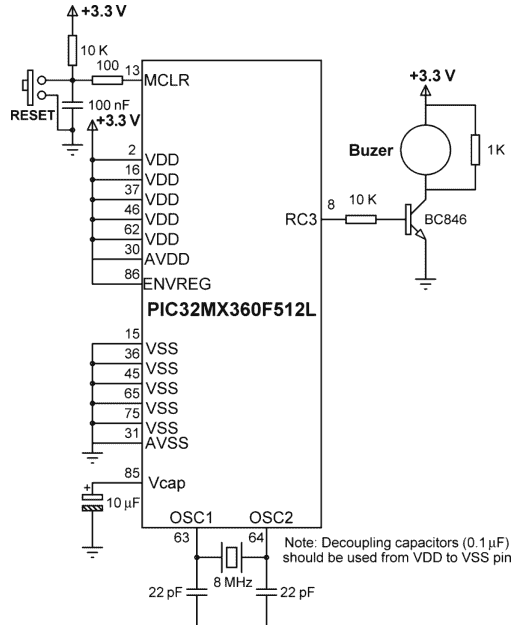 +3.3 V
10 K
100
13
MCLR
RESET
100 nF
+3.3 V
2
VDD
16
VDD
37
VDD
46
VDD
62
VDD
30
AVDD
86
ENVREG
PIC32MX360F512L
15
VSS
36
VSS
45
VSS
65
VSS
75
VSS
31
AVSS
85
Vcap
+
10 µF
OSC1
OSC2
63
64
8 MHz
22 pF
22 pF
RC3
8
10 K
BC846
+3.3 V
Buzer
1K
Note: Decoupling capacitors (0.1 µF)
should be used from VDD to VSS pin